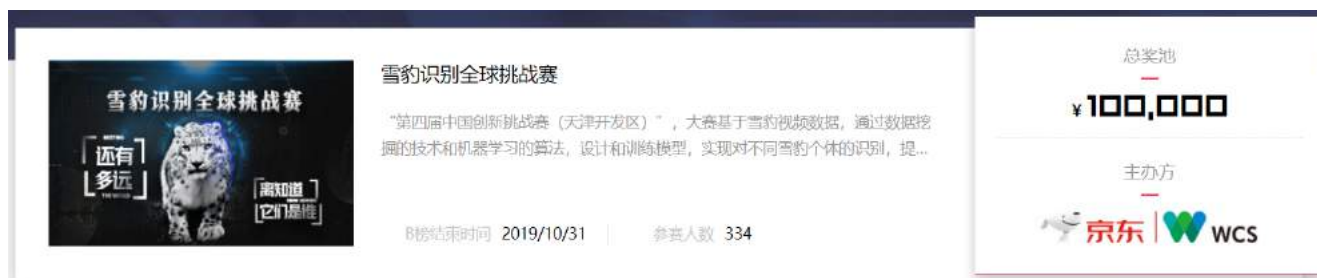 雪豹识别全球挑战赛
还有
多远
离知道
它们是谁
雪豹识别全球挑战赛
“第四届中国创新挑战赛（天津开发区）”，大赛基于雪豹视频数据，通过数据挖
掘的技术和机器学习的算法，设计和训练模型，实现对不同雪豹个体的识别，提...
B榜结束时间 2019/10/31
参赛人数 334
总奖池
¥100,000
主办方
京东 WCS